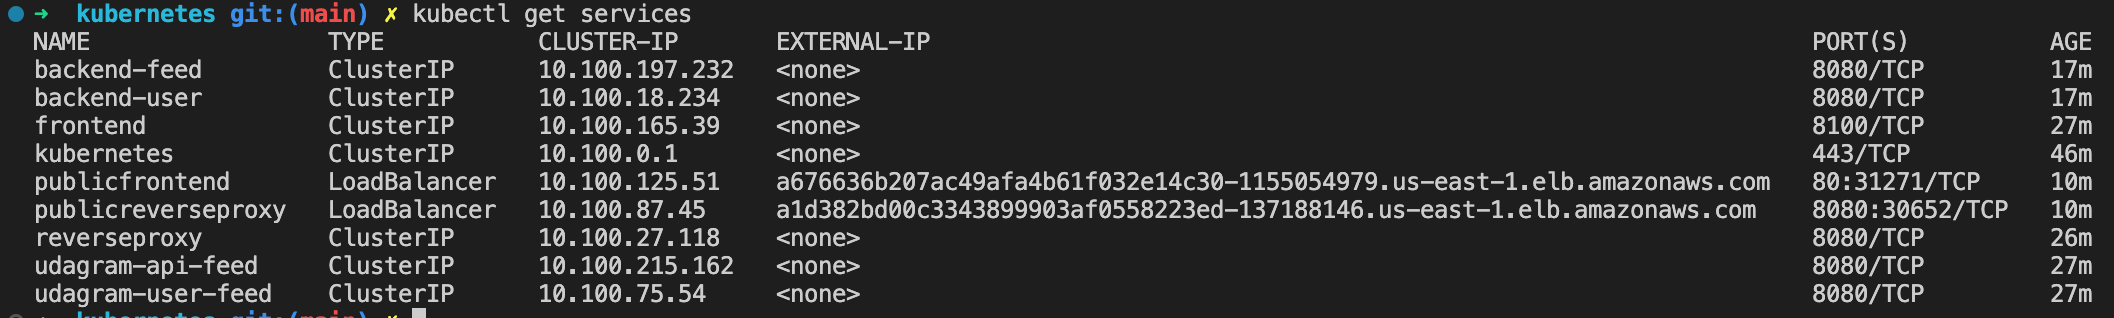 ➜ kubernetes git:(main) ✗ kubectl get services
NAME TYPE CLUSTER-IP EXTERNAL-IP PORT(S) AGE
backend-feed ClusterIP 10.100.197.232 <none> 8080/TCP 17m
backend-user ClusterIP 10.100.18.234 <none> 8080/TCP 17m
frontend ClusterIP 10.100.165.39 <none> 8100/TCP 27m
kubernetes ClusterIP 10.100.0.1 <none> 443/TCP 46m
publicfrontend LoadBalancer 10.100.125.51 a676636b207ac49afa4b61f032e14c30-1155054979.us-east-1.elb.amazonaws.com 80:31271/TCP 10m
publicreverseproxy LoadBalancer 10.100.87.45 a1d382bd00c3343899903af0558223ed-137188146.us-east-1.elb.amazonaws.com 8080:30652/TCP 10m
reverseproxy ClusterIP 10.100.27.118 <none> 8080/TCP 26m
udagram-api-feed ClusterIP 10.100.215.162 <none> 8080/TCP 27m
udagram-user-feed ClusterIP 10.100.75.54 <none> 8080/TCP 27m
➜ kubernetes git:(main) ✗